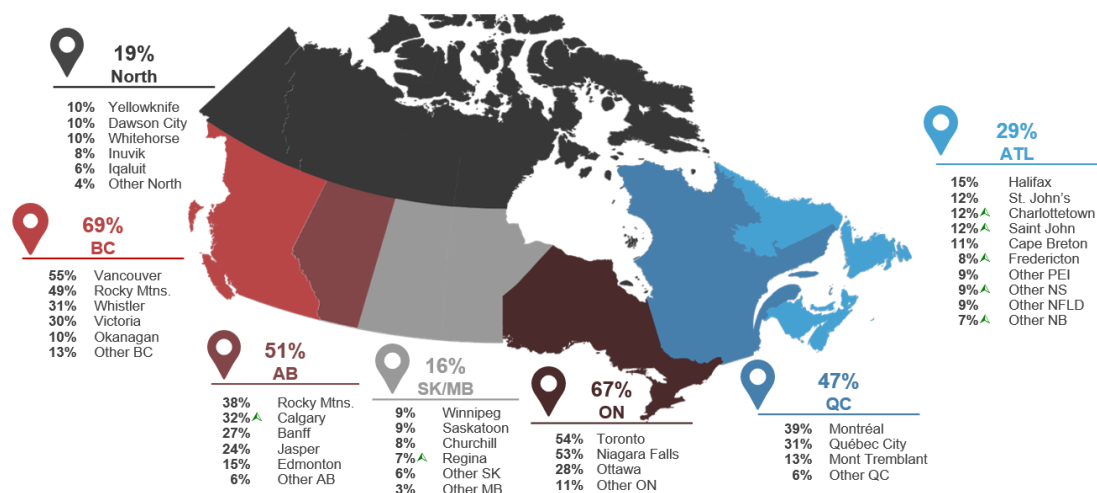 19%
North
10% Yellowknife
10% Dawson City
10% Whitehorse
8% Inuvik
6% Iqaluit
4% Other North
69%
BC
55% Vancouver
49% Rocky Mtns.
31% Whistler
30% Victoria
10% Okanagan
13% Other BC
51%
AB
38% Rocky Mtns.
32% Calgary
27% Banff
24% Jasper
15% Edmonton
6% Other AB
16%
SK/MB
9% Winnipeg
9% Saskatoon
8% Churchill
7% Regina
6% Other SK
3% Other MB
67%
ON
54% Toronto
53% Niagara Falls
28% Ottawa
11% Other ON
47%
QC
39% Montréal
31% Québec City
13% Mont Tremblant
6% Other QC
29%
ATL
15% Halifax
12% St. John's
12% Charlottetown
12% Saint John
11% Cape Breton
8% Fredericton
9% Other PEI
9% Other NS
9% Other NFLD
7% Other NB